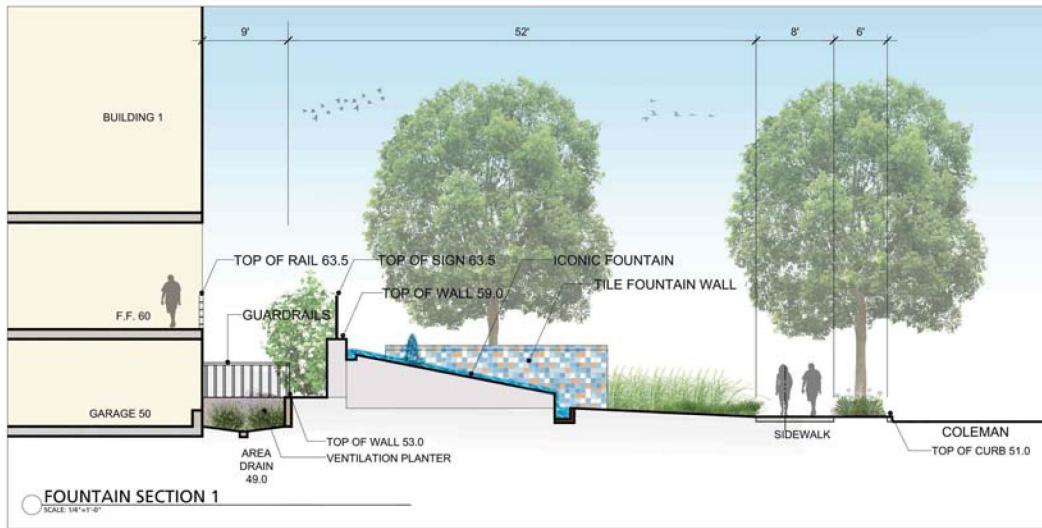 9'
52'
8'
6'
BUILDING 1
TOP OF RAIL 63.5
TOP OF SIGN 63.5
ICONIC FOUNTAIN
TOP OF WALL 59.0
TILE FOUNTAIN WALL
F.F. 60
GUARDRAILS
GARAGE 50
TOP OF WALL 53.0
VENTILATION PLANTER
AREA
DRAIN
49.0
SIDEWALK
COLEMAN
TOP OF CURB 51.0
FOUNTAIN SECTION 1
SCALE: 1/4"=1'-0"